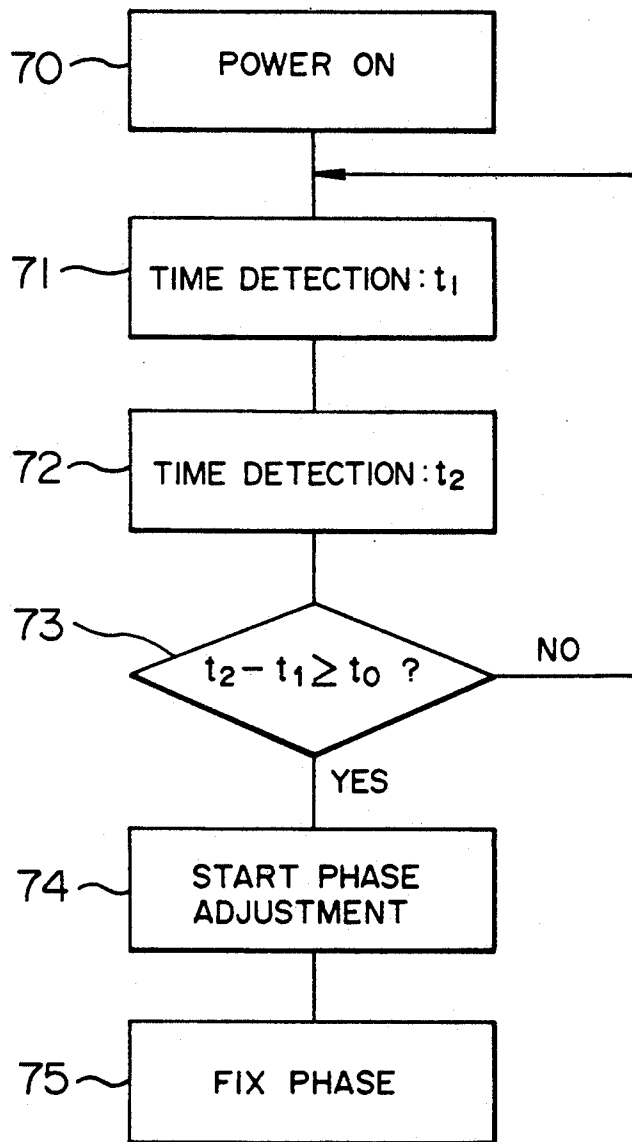 70
POWER ON
71
TIME DETECTION: t₁
72
TIME DETECTION: t₂
73
t₂ – t₁ ≥ t₀ ?
NO
YES
74
START PHASE
ADJUSTMENT
75
FIX PHASE